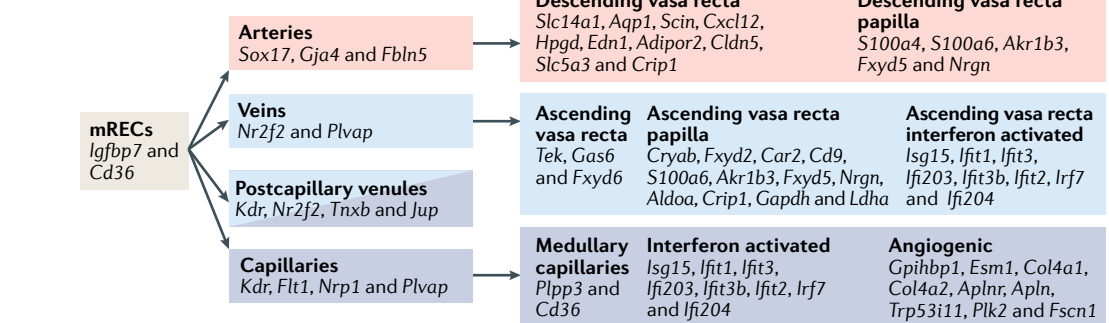 Descending vasa recta
Slc14a1, Aqp1, Scin, Cxcl12,
Hpgd, Edn1, Adipor2, Cldn5,
Slc5a3 and Crip1
Descending vasa recta
papilla
S100a4, S100a6, Akr1b3,
Fxyd5 and Nrgn
Arteries
Sox17, Gja4 and Fbln5
mRECs
Igfbp7 and
Cd36
Veins
Nr2f2 and Plvap
Ascending
vasa recta
Tek, Gas6
and Fxyd6
Ascending vasa recta
papilla
Cryab, Fxyd2, Car2, Cd9,
S100a6, Akr1b3, Fxyd5, Nrgn,
Aldoa, Crip1, Gapdh and Ldha
Ascending vasa recta
interferon activated
Isg15, Ifit1, Ifit3,
Ifi203, Ifit3b, Ifit2, Irf7
and Ifi204
Postcapillary venules
Kdr, Nr2f2, Tnxb and Jup
Capillaries
Kdr, Flt1, Nrp1 and Plvap
Medullary
capillaries
Plpp3 and
Cd36
Interferon activated
Isg15, Ifit1, Ifit3,
Ifi203, Ifit3b, Ifit2, Irf7
and Ifi204
Angiogenic
Gpihbp1, Esm1, Col4a1,
Col4a2, Aplnr, Apln,
Trp53i11, Plk2 and Fscn1